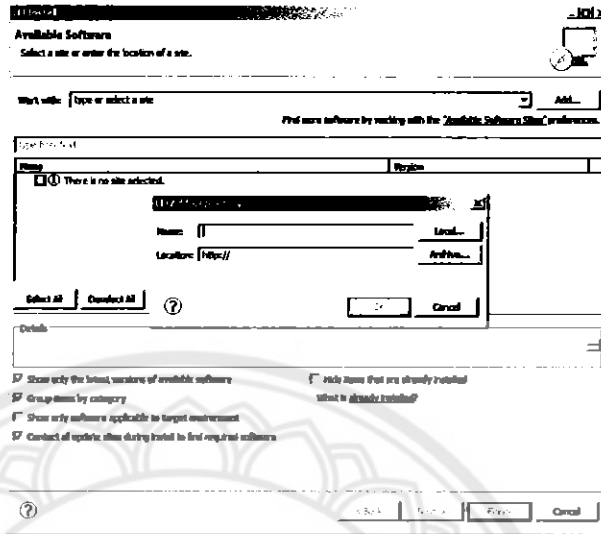 Available Software
Select a site or enter the location of a site.
Work with: type or select a site
Add...
Find more software by working with the "Available Software Sites" preferences.
type filter text
Name
Version
There is no site selected.
Name:
Local...
Location: http://
Archive...
Select All
Deselect All
OK
Cancel
Details
Show only the latest versions of available software
Hide items that are already installed
Group items by category
What is already installed?
Show only software applicable to target environment
Contact all update sites during install to find required software
< Back
Next >
Finish
Cancel